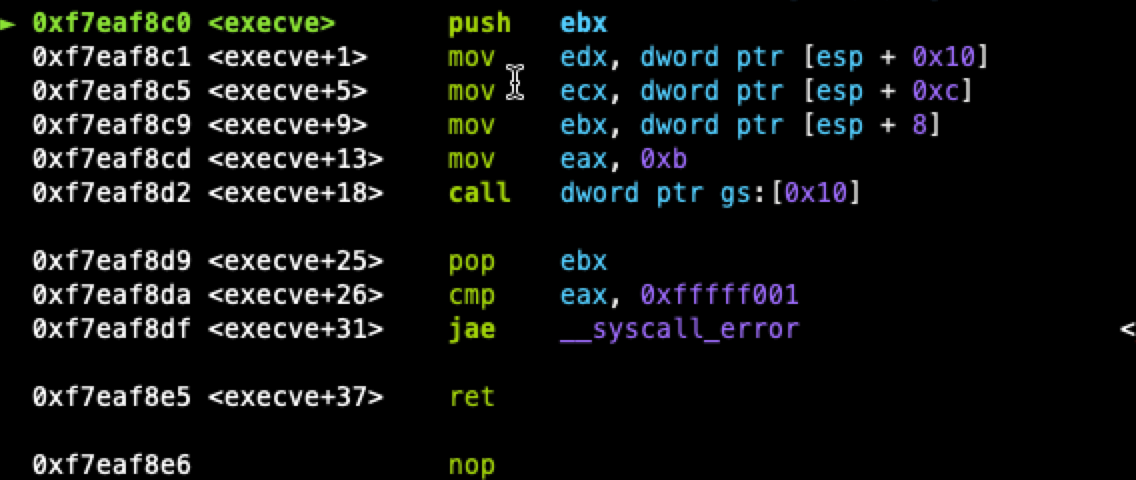 ► 0xf7eaf8c0 <execve> push ebx
0xf7eaf8c1 <execve+1> mov edx, dword ptr [esp + 0x10]
0xf7eaf8c5 <execve+5> mov ecx, dword ptr [esp + 0xc]
0xf7eaf8c9 <execve+9> mov ebx, dword ptr [esp + 8]
0xf7eaf8cd <execve+13> mov eax, 0xb
0xf7eaf8d2 <execve+18> call dword ptr gs:[0x10]
0xf7eaf8d9 <execve+25> pop ebx
0xf7eaf8da <execve+26> cmp eax, 0xfffff001
0xf7eaf8df <execve+31> jae __syscall_error <
0xf7eaf8e5 <execve+37> ret
0xf7eaf8e6 nop